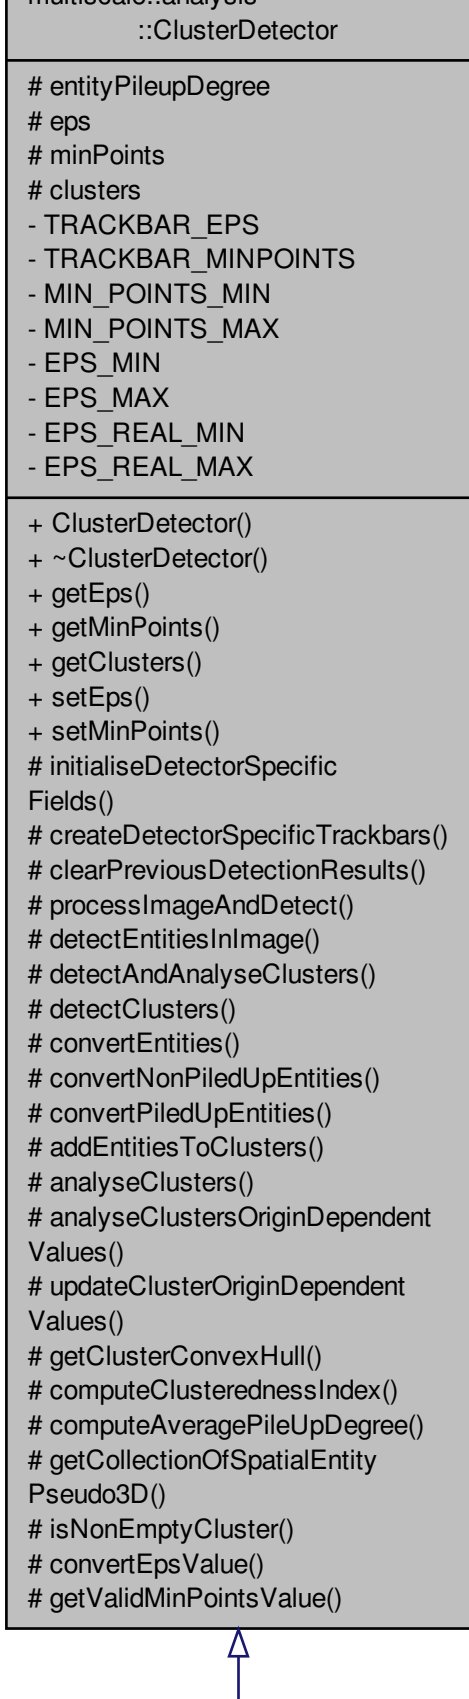 multiscale::analysis
::ClusterDetector
# entityPileupDegree
# eps
# minPoints
# clusters
- TRACKBAR_EPS
- TRACKBAR_MINPOINTS
- MIN_POINTS_MIN
- MIN_POINTS_MAX
- EPS_MIN
- EPS_MAX
- EPS_REAL_MIN
- EPS_REAL_MAX
+ ClusterDetector()
+ ~ClusterDetector()
+ getEps()
+ getMinPoints()
+ getClusters()
+ setEps()
+ setMinPoints()
# initialiseDetectorSpecific
Fields()
# createDetectorSpecificTrackbars()
# clearPreviousDetectionResults()
# processImageAndDetect()
# detectEntitiesInImage()
# detectAndAnalyseClusters()
# detectClusters()
# convertEntities()
# convertNonPiledUpEntities()
# convertPiledUpEntities()
# addEntitiesToClusters()
# analyseClusters()
# analyseClustersOriginDependent
Values()
# updateClusterOriginDependent
Values()
# getClusterConvexHull()
# computeClusterednessIndex()
# computeAveragePileUpDegree()
# getCollectionOfSpatialEntity
Pseudo3D()
# isNonEmptyCluster()
# convertEpsValue()
# getValidMinPointsValue()